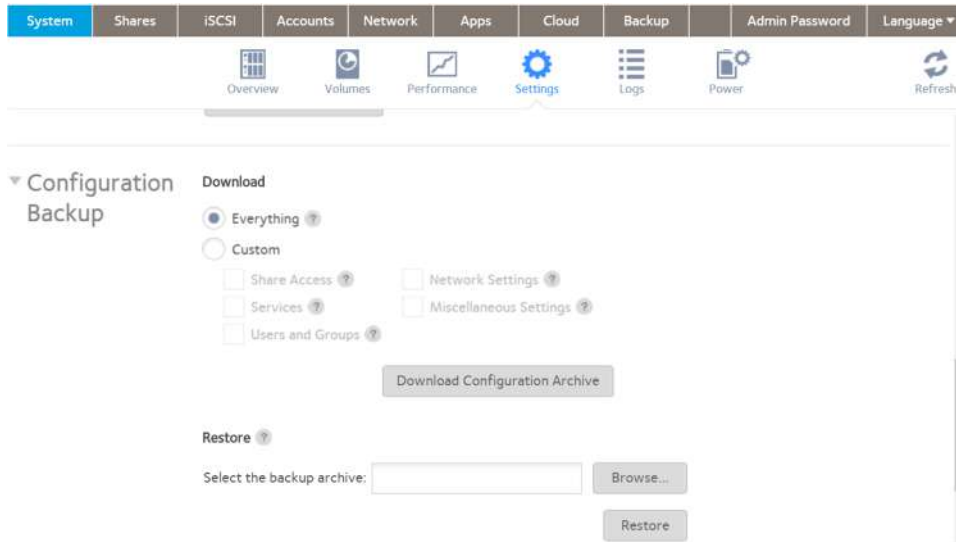 System Shares iSCSI Accounts Network Apps Cloud Backup Admin Password Language
Overview Volumes Performance Settings Logs Power Refresh
Configuration Backup
Download
Everything ?
Custom
Share Access ? Network Settings ?
Services ? Miscellaneous Settings ?
Users and Groups ?
Download Configuration Archive
Restore ?
Select the backup archive: Browse...
Restore